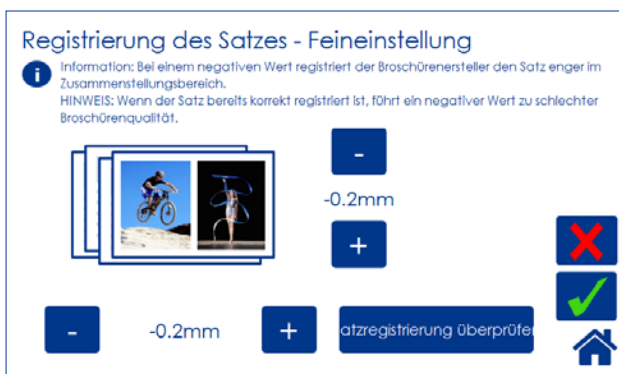 Registrierung des Satzes - Feineinstellung
i
Information: Bei einem negativen Wert registriert der Broschürenersteller den Satz enger im
Zusammenstellungsbereich.
HINWEIS: Wenn der Satz bereits korrekt registriert ist, führt ein negativer Wert zu schlechter
Broschürenqualität.
-
-0.2mm
+
- -0.2mm + atzregistrierung überprüfe